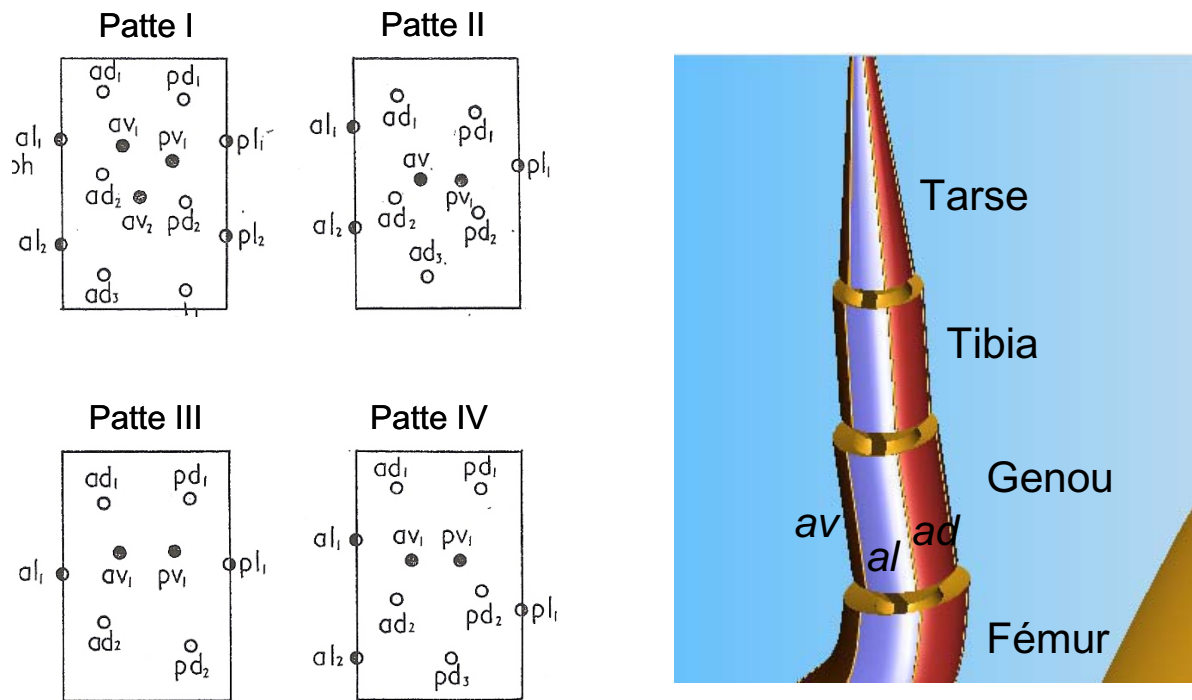 Patte I
ad₁ pd₁
al₁ av₁ pv₁ pl₁
ph
ad₂ av₂ pd₂
al₂ pl₂
ad₃
Patte II
ad₁ pd₁
al₁
av pv₁ pl₁
ad₂ pd₂
al₂
ad₃
Patte III
ad₁ pd₁
al₁ av₁ pv₁ pl₁
ad₂ pd₂
Patte IV
ad₁ pd₁
al₁ av₁ pv₁
ad₂ pd₂ pl₁
al₂ pd₃
Tarse
Tibia
Genou
av al ad
Fémur